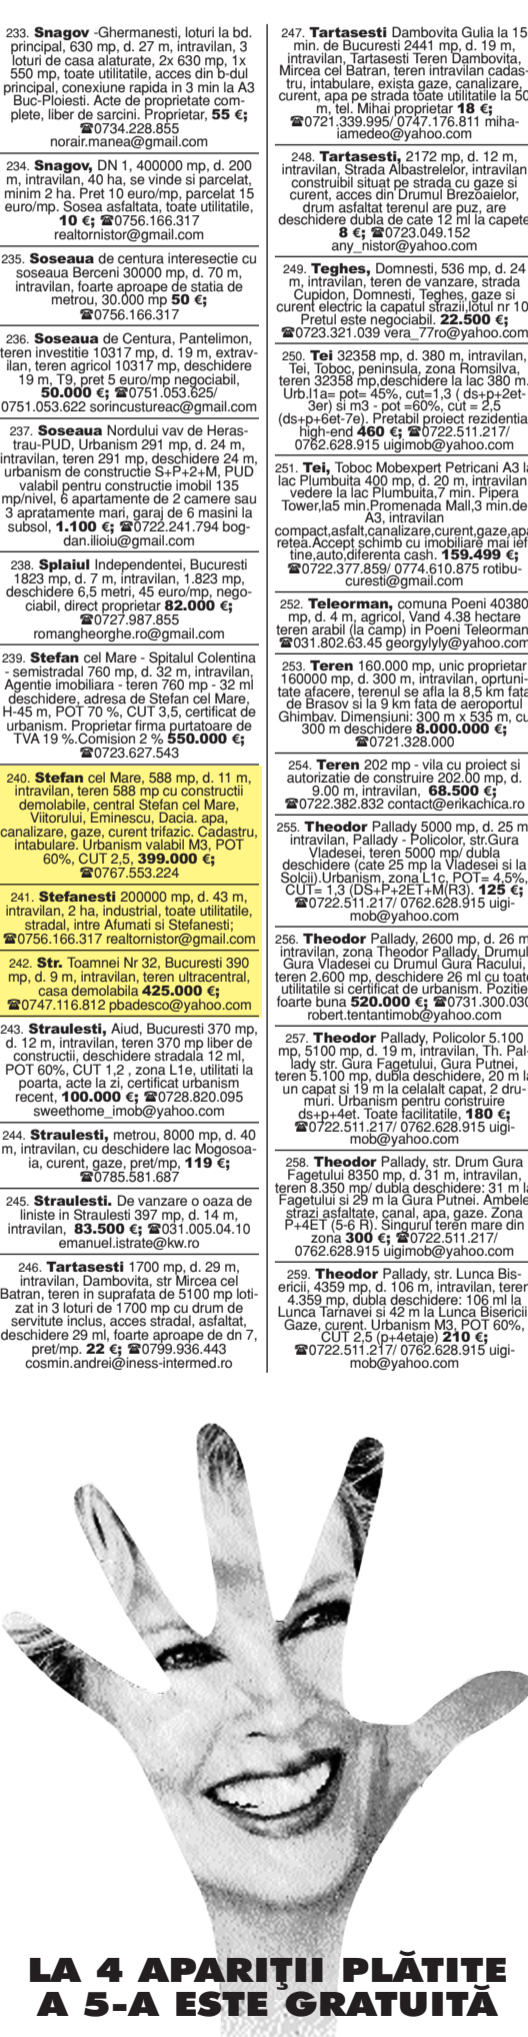 233. Snagov -Ghermanesti, loturi la bd.
principal, 630 mp, d. 27 m, intravilan, 3
loturi de casa alaturate, 2x 630 mp, 1x
550 mp, toate utilitatile, acces din b-dul
principal, conexiune rapida in 3 min la A3
Buc-Ploiesti. Acte de proprietate com-
plete, liber de sarcini. Proprietar, 55 €;
☎0734.228.855
norair.manea@gmail.com
234. Snagov, DN 1, 400000 mp, d. 200
m, intravilan, 40 ha, se vinde si parcelat,
minim 2 ha. Pret 10 euro/mp, parcelat 15
euro/mp. Sosea asfaltata, toate utilitatile,
10 €; ☎0756.166.317
realtornistor@gmail.com
235. Soseaua de centura interesectie cu
soseaua Berceni 30000 mp, d. 70 m,
intravilan, foarte aproape de statia de
metrou, 30.000 mp 50 €;
☎0756.166.317
236. Soseaua de Centura, Pantelimon,
teren investitie 10317 mp, d. 19 m, extrav-
ilan, teren agricol 10317 mp, deschidere
19 m, T9, pret 5 euro/mp negociabil,
50.000 €; ☎0751.053.625/
0751.053.622 sorincustureac@gmail.com
237. Soseaua Nordului vav de Heras-
trau-PUD, Urbanism 291 mp, d. 24 m,
intravilan, teren 291 mp, deschidere 24 m,
urbanism de constructie S+P+2+M, PUD
valabil pentru constructie imobil 135
mp/nivel, 6 apartamente de 2 camere sau
3 apratamente mari, garaj de 6 masini la
subsol, 1.100 €; ☎0722.241.794 bog-
dan.ilioiu@gmail.com
238. Splaiul Independentei, Bucuresti
1823 mp, d. 7 m, intravilan, 1.823 mp,
deschidere 6,5 metri, 45 euro/mp, nego-
ciabil, direct proprietar 82.000 €;
☎0727.987.855
romangheorghe.ro@gmail.com
239. Stefan cel Mare - Spitalul Colentina
- semistradal 760 mp, d. 32 m, intravilan,
Agentie imobiliara - teren 760 mp - 32 ml
deschidere, adresa de Stefan cel Mare,
H-45 m, POT 70 %, CUT 3,5, certificat de
urbanism. Proprietar firma purtatoare de
TVA 19 %.Comision 2 % 550.000 €;
☎0723.627.543
240. Stefan cel Mare, 588 mp, d. 11 m,
intravilan, teren 588 mp cu constructii
demolabile, central Stefan cel Mare,
Viitorului, Eminescu, Dacia. apa,
canalizare, gaze, curent trifazic. Cadastru,
intabulare. Urbanism valabil M3, POT
60%, CUT 2,5, 399.000 €;
☎0767.553.224
241. Stefanesti 200000 mp, d. 43 m,
intravilan, 2 ha, industrial, toate utilitatile,
stradal, intre Afumati si Stefanesti;
☎0756.166.317 realtornistor@gmail.com
242. Str. Toamnei Nr 32, Bucuresti 390
mp, d. 9 m, intravilan, teren ultracentral,
casa demolabila 425.000 €;
☎0747.116.812 pbadesco@yahoo.com
243. Straulesti, Aiud, Bucuresti 370 mp,
d. 12 m, intravilan, teren 370 mp liber de
constructii, deschidere stradala 12 ml,
POT 60%, CUT 1,2 , zona L1e, utilitati la
poarta, acte la zi, certificat urbanism
recent, 100.000 €; ☎0728.820.095
sweethome_imob@yahoo.com
244. Straulesti, metrou, 8000 mp, d. 40
m, intravilan, cu deschidere lac Mogosoa-
ia, curent, gaze, pret/mp, 119 €;
☎0785.581.687
245. Straulesti. De vanzare o oaza de
liniste in Straulesti 397 mp, d. 14 m,
intravilan, 83.500 €; ☎031.005.04.10
emanuel.istrate@kw.ro
246. Tartasesti 1700 mp, d. 29 m,
intravilan, Dambovita, str Mircea cel
Batran, teren in suprafata de 5100 mp loti-
zat in 3 loturi de 1700 mp cu drum de
servitute inclus, acces stradal, asfaltat,
deschidere 29 ml, foarte aproape de dn 7,
pret/mp. 22 €; ☎0799.936.443
cosmin.andrei@iness-intermed.ro
247. Tartasesti Dambovita Gulia la 15
min. de Bucuresti 2441 mp, d. 19 m,
intravilan, Tartasesti Teren Dambovita,
Mircea cel Batran, teren intravilan cadas-
tru, intabulare, exista gaze, canalizare,
curent, apa pe strada toate utilitatile la 50
m, tel. Mihai proprietar 18 €;
☎0721.339.995/ 0747.176.811 miha-
iamedeo@yahoo.com
248. Tartasesti, 2172 mp, d. 12 m,
intravilan, Strada Albastrelelor, intravilan
construibil situat pe strada cu gaze si
curent, acces din Drumul Brezoaielor,
drum asfaltat terenul are puz, are
deschidere dubla de cate 12 ml la capete
8 €; ☎0723.049.152
any_nistor@yahoo.com
249. Teghes, Domnesti, 536 mp, d. 24
m, intravilan, teren de vanzare, strada
Cupidon, Domnesti, Teghes, gaze si
curent electric la capatul strazii,lotul nr 10.
Pretul este negociabil. 22.500 €;
☎0723.321.039 vera_77ro@yahoo.com
250. Tei 32358 mp, d. 380 m, intravilan,
Tei, Toboc, peninsula, zona Romsilva,
teren 32358 mp,deschidere la lac 380 m.
Urb.l1a= pot= 45%, cut=1,3 ( ds+p+2et-
3er) si m3 - pot =60%, cut = 2,5
(ds+p+6et-7e). Pretabil proiect rezidential
high-end 460 €; ☎0722.511.217/
0762.628.915 uigimob@yahoo.com
251. Tei, Toboc Mobexpert Petricani A3 la
lac Plumbuita 400 mp, d. 20 m, intravilan,
vedere la lac Plumbuita,7 min. Pipera
Tower,la5 min.Promenada Mall,3 min.de
A3, intravilan
compact,asfalt,canalizare,curent,gaze,apa
retea.Accept schimb cu imobiliare mai ief-
tine,auto,diferenta cash. 159.499 €;
☎0722.377.859/ 0774.610.875 rotibu-
curesti@gmail.com
252. Teleorman, comuna Poeni 40380
mp, d. 4 m, agricol, Vand 4.38 hectare
teren arabil (la camp) in Poeni Teleorman
☎031.802.63.45 georgylyly@yahoo.com
253. Teren 160.000 mp, unic proprietar
160000 mp, d. 300 m, intravilan, oprtuni-
tate afacere, terenul se afla la 8,5 km fata
de Brasov si la 9 km fata de aeroportul
Ghimbav. Dimensiuni: 300 m x 535 m, cu
300 m deschidere 8.000.000 €;
☎0721.328.000
254. Teren 202 mp - vila cu proiect si
autorizatie de construire 202.00 mp, d.
9.00 m, intravilan, 68.500 €;
☎0722.382.832 contact@erikachica.ro
255. Theodor Pallady 5000 mp, d. 25 m,
intravilan, Pallady - Policolor, str.Gura
Vladesei, teren 5000 mp/ dubla
deschidere (cate 25 mp la Vladesei si la
Solcii).Urbanism, zona L1c, POT= 4,5%,
CUT= 1,3 (DS+P+2ET+M(R3). 125 €;
☎0722.511.217/ 0762.628.915 uigi-
mob@yahoo.com
256. Theodor Pallady, 2600 mp, d. 26 m,
intravilan, zona Theodor Pallady, Drumul
Gura Vladesei cu Drumul Gura Racului,
teren 2.600 mp, deschidere 26 ml cu toate
utilitatile si certificat de urbanism. Pozitie
foarte buna 520.000 €; ☎0731.300.030
robert.tentantimob@yahoo.com
257. Theodor Pallady, Policolor 5.100
mp, 5100 mp, d. 19 m, intravilan, Th. Pal-
lady str. Gura Fagetului, Gura Putnei,
teren 5.100 mp, dubla deschidere, 20 m la
un capat si 19 m la celalalt capat, 2 dru-
muri. Urbanism pentru construire
ds+p+4et. Toate facilitatile, 180 €;
☎0722.511.217/ 0762.628.915 uigi-
mob@yahoo.com
258. Theodor Pallady, str. Drum Gura
Fagetului 8350 mp, d. 31 m, intravilan,
teren 8.350 mp/ dubla deschidere: 31 m la
Fagetului si 29 m la Gura Putnei. Ambele
strazi asfaltate, canal, apa, gaze. Zona
P+4ET (5-6 R). Singurul teren mare din
zona 300 €; ☎0722.511.217/
0762.628.915 uigimob@yahoo.com
259. Theodor Pallady, str. Lunca Bis-
ericii, 4359 mp, d. 106 m, intravilan, teren
4.359 mp, dubla deschidere: 106 ml la
Lunca Tarnavei si 42 m la Lunca Bisericii.
Gaze, curent. Urbanism M3, POT 60%,
CUT 2,5 (p+4etaje) 210 €;
☎0722.511.217/ 0762.628.915 uigi-
mob@yahoo.com
LA 4 APARIŢII PLĂTITE
A 5-A ESTE GRATUITĂ